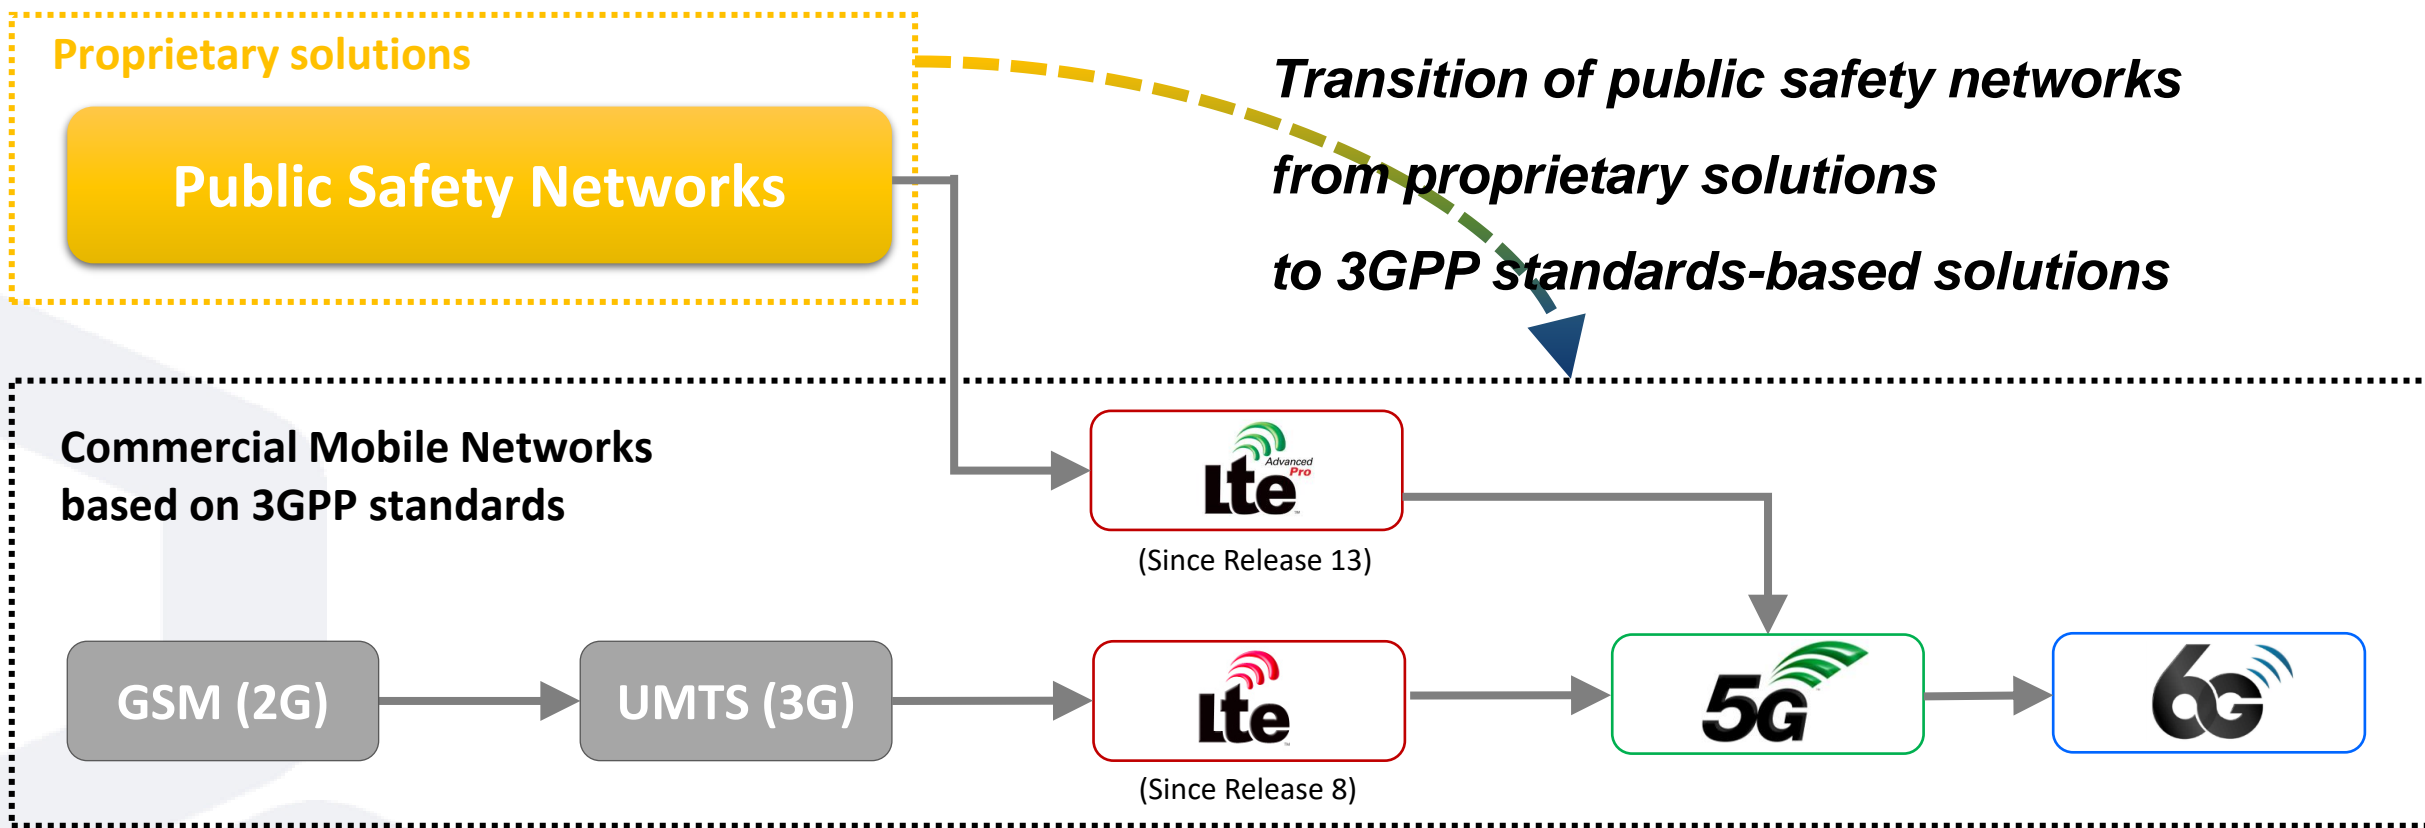 Proprietary solutions
Public Safety Networks
Transition of public safety networks
from proprietary solutions
to 3GPP standards-based solutions
Commercial Mobile Networks
based on 3GPP standards
Advanced
Pro
Lte
(Since Release 13)
GSM (2G)
UMTS (3G)
Lte
5G
6G
(Since Release 8)